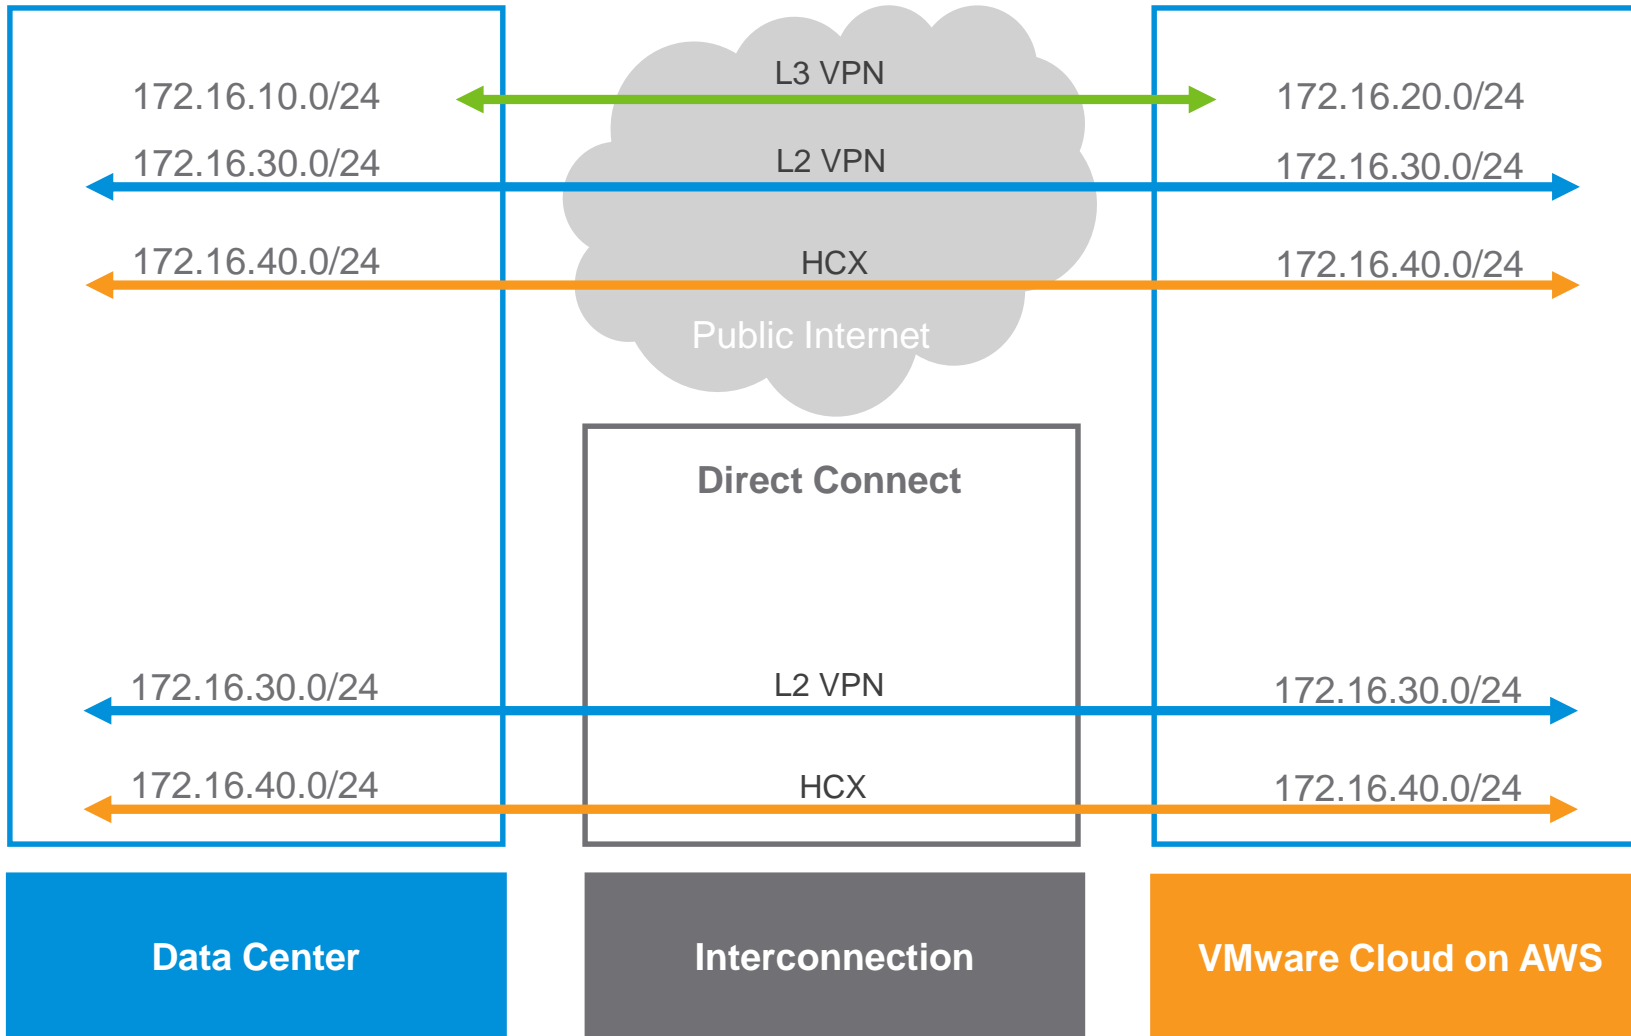 L3 VPN
172.16.10.0/24
172.16.20.0/24
172.16.30.0/24
L2 VPN
172.16.30.0/24
172.16.40.0/24
HCX
172.16.40.0/24
Public Internet
Direct Connect
172.16.30.0/24
L2 VPN
172.16.30.0/24
172.16.40.0/24
HCX
172.16.40.0/24
Data Center
Interconnection
VMware Cloud on AWS